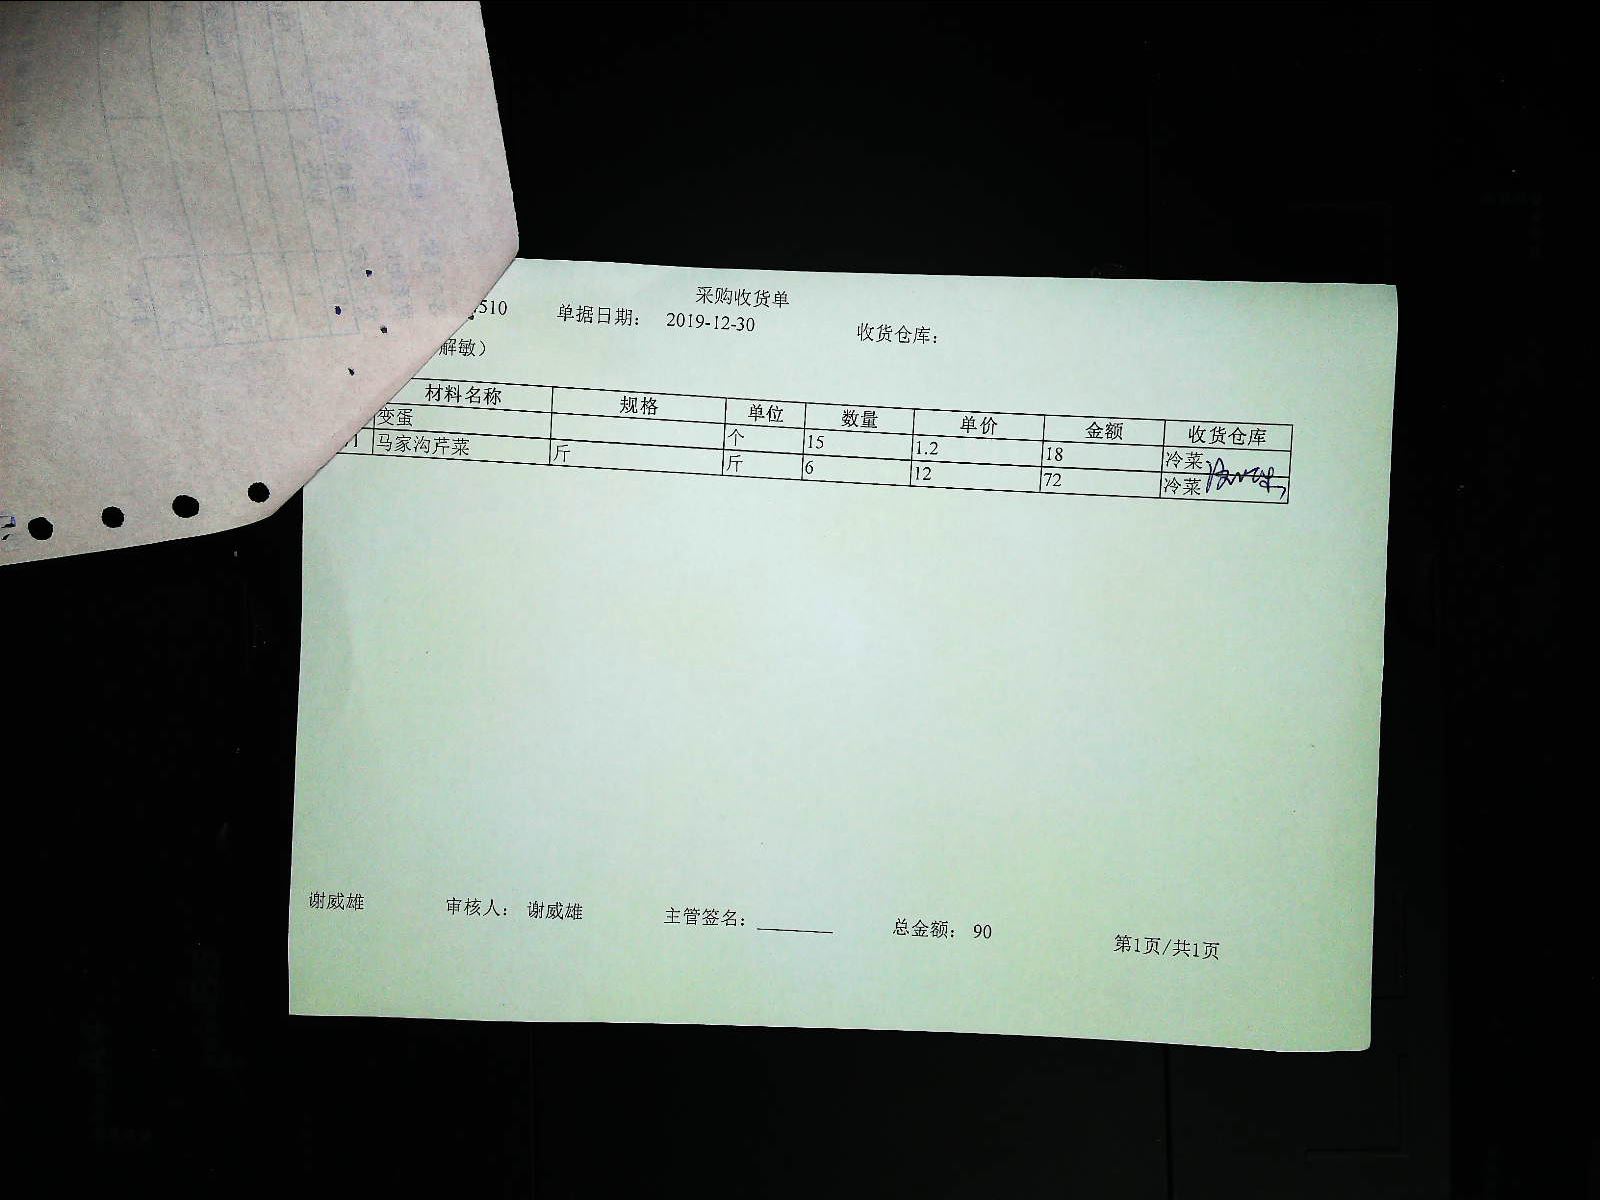 采购收货单
510 单据日期： 2019-12-30 收货仓库：
解敏）
材料名称 规格 单位 数量 单价 金额 收货仓库
变蛋 个 15 1.2 18 冷菜
马家沟芹菜 斤 斤 6 12 72 冷菜
谢威雄 审核人： 谢威雄 主管签名： 总金额： 90 第1页/共1页